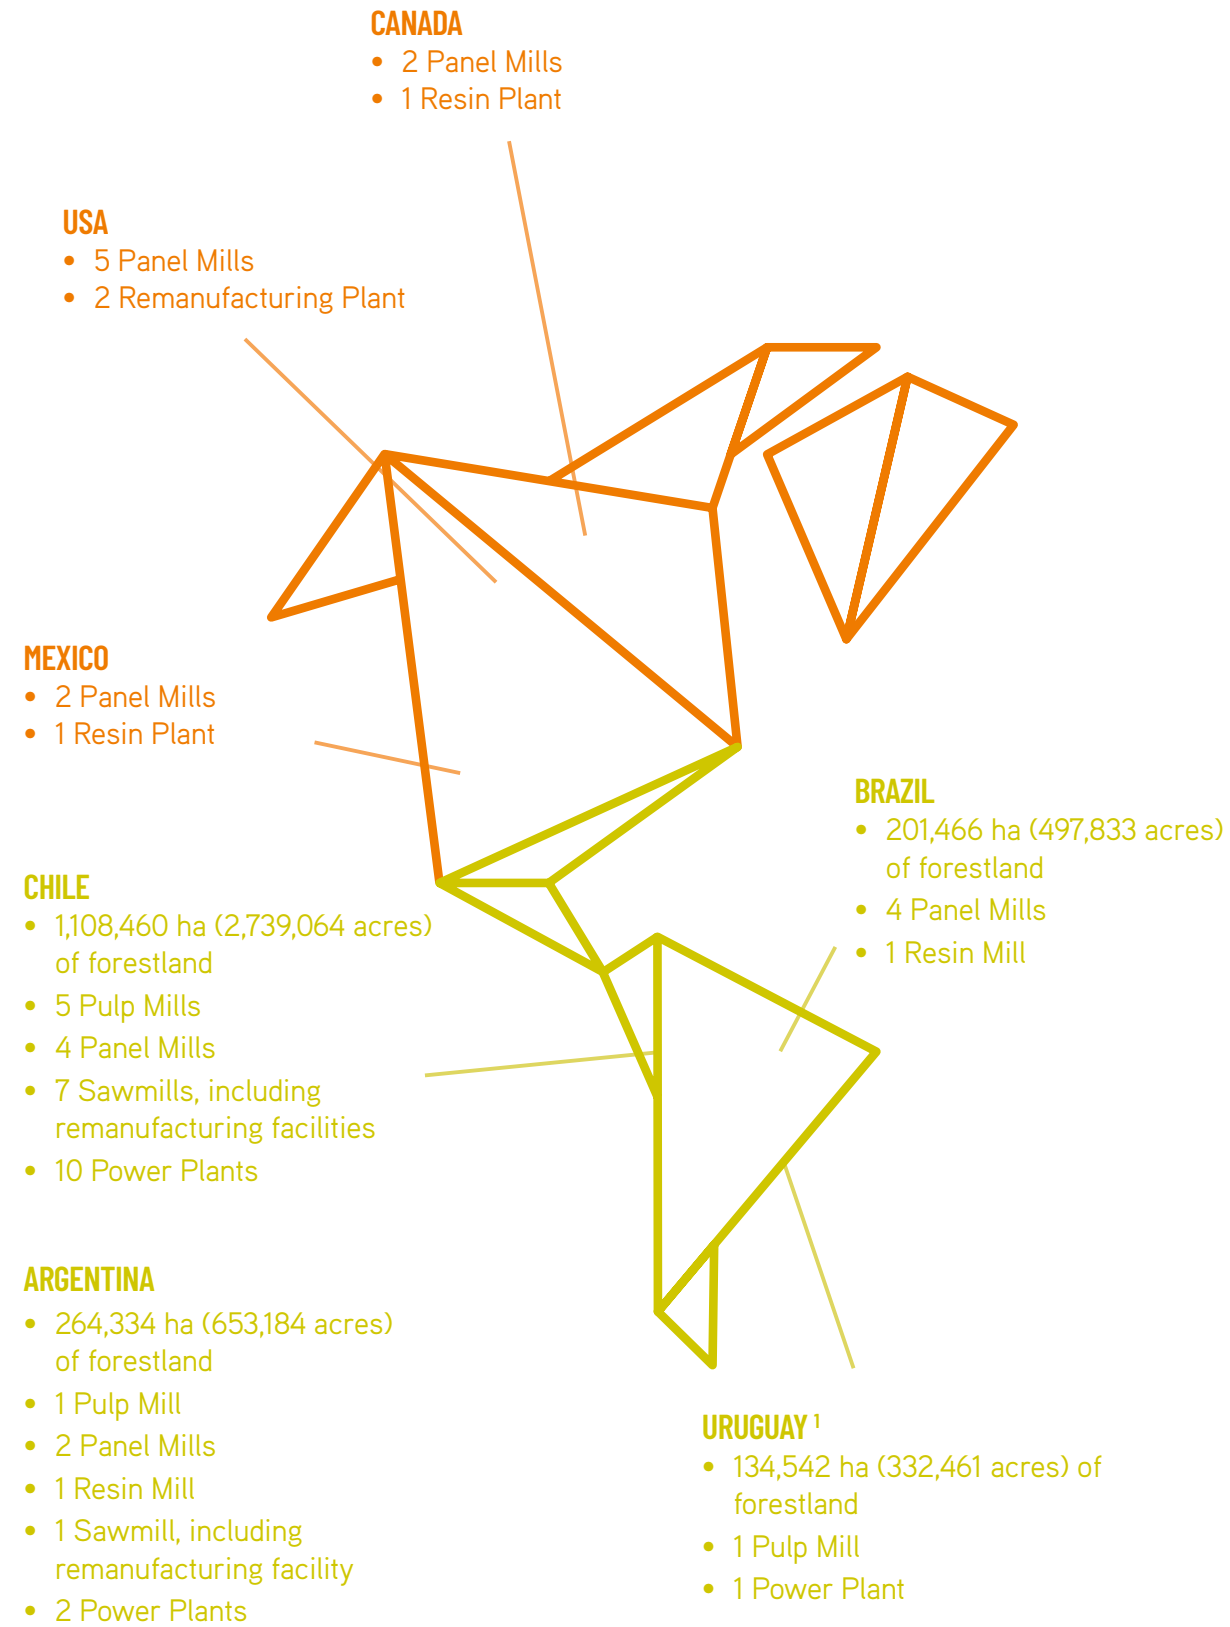 CANADA
• 2 Panel Mills
• 1 Resin Plant
USA
• 5 Panel Mills
• 2 Remanufacturing Plant
MEXICO
• 2 Panel Mills
• 1 Resin Plant
BRAZIL
• 201,466 ha (497,833 acres)
of forestland
• 4 Panel Mills
• 1 Resin Mill
CHILE
• 1,108,460 ha (2,739,064 acres)
of forestland
• 5 Pulp Mills
• 4 Panel Mills
• 7 Sawmills, including
remanufacturing facilities
• 10 Power Plants
ARGENTINA
• 264,334 ha (653,184 acres)
of forestland
• 1 Pulp Mill
• 2 Panel Mills
• 1 Resin Mill
• 1 Sawmill, including
remanufacturing facility
• 2 Power Plants
URUGUAY ¹
• 134,542 ha (332,461 acres) of
forestland
• 1 Pulp Mill
• 1 Power Plant